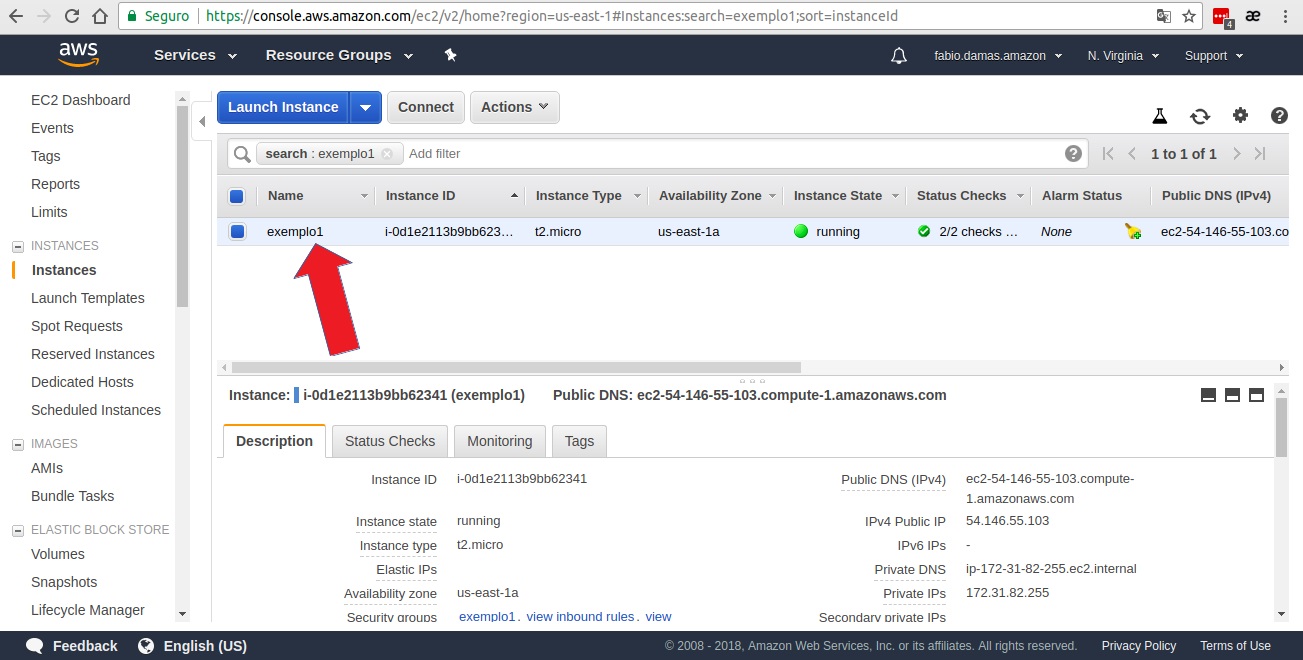 Seguro https://console.aws.amazon.com/ec2/v2/home?region=us-east-1#Instances:search=exemplo1;sort=instanceId 4 æ
aws Services Resource Groups fabio.damas.amazon N. Virginia Support
EC2 Dashboard
Events
Tags
Reports
Limits
INSTANCES
Instances
Launch Templates
Spot Requests
Reserved Instances
Dedicated Hosts
Scheduled Instances
IMAGES
AMIs
Bundle Tasks
ELASTIC BLOCK STORE
Volumes
Snapshots
Lifecycle Manager
Launch Instance Connect Actions
search : exemplo1 Add filter 1 to 1 of 1
Name Instance ID Instance Type Availability Zone Instance State Status Checks Alarm Status Public DNS (IPv4)
exemplo1 i-0d1e2113b9bb623… t2.micro us-east-1a running 2/2 checks … None ec2-54-146-55-103.co
Instance: i-0d1e2113b9bb62341 (exemplo1) Public DNS: ec2-54-146-55-103.compute-1.amazonaws.com
Description Status Checks Monitoring Tags
Instance ID i-0d1e2113b9bb62341 Public DNS (IPv4) ec2-54-146-55-103.compute-
1.amazonaws.com
Instance state running IPv4 Public IP 54.146.55.103
Instance type t2.micro IPv6 IPs -
Elastic IPs Private DNS ip-172-31-82-255.ec2.internal
Availability zone us-east-1a Private IPs 172.31.82.255
Security groups exemplo1. view inbound rules. view Secondary private IPs
Feedback English (US) © 2008 - 2018, Amazon Web Services, Inc. or its affiliates. All rights reserved. Privacy Policy Terms of Use